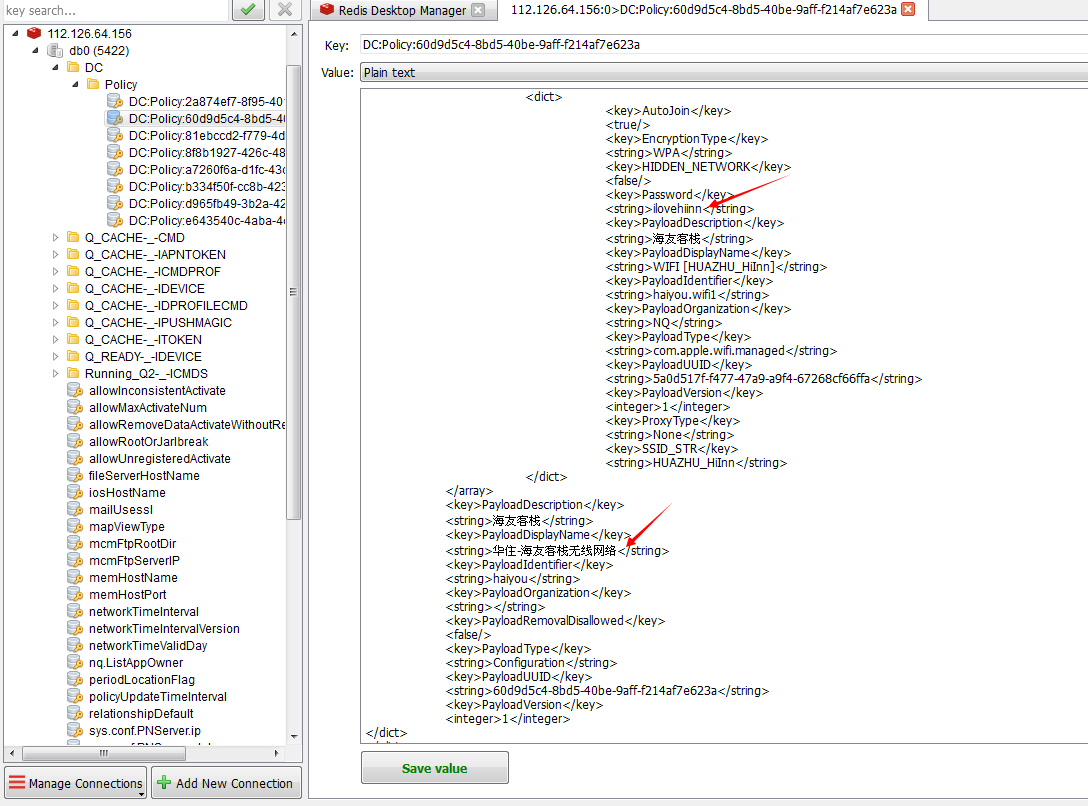 key search...
Redis Desktop Manager
112.126.64.156:0>DC:Policy:60d9d5c4-8bd5-40be-9aff-f214af7e623a
112.126.64.156
db0 (5422)
DC
Policy
DC:Policy:2a874ef7-8f95-40
DC:Policy:60d9d5c4-8bd5-4
DC:Policy:81ebccd2-f779-4d
DC:Policy:8f8b1927-426c-48
DC:Policy:a7260f6a-d1fc-43
DC:Policy:b334f50f-cc8b-423
DC:Policy:d965fb49-3b2a-42
DC:Policy:e643540c-4aba-4
Q_CACHE-_-CMD
Q_CACHE-_-IAPNTOKEN
Q_CACHE-_-ICMDPROF
Q_CACHE-_-IDEVICE
Q_CACHE-_-IDPROFILECMD
Q_CACHE-_-IPUSHMAGIC
Q_CACHE-_-ITOKEN
Q_READY-_-IDEVICE
Running_Q2-_-ICMDS
allowInconsistentActivate
allowMaxActivateNum
allowRemoveDataActivateWithoutRe
allowRootOrJarlbreak
allowUnregisteredActivate
fileServerHostName
iosHostName
mailUsessl
mapViewType
mcmFtpRootDir
mcmFtpServerIP
memHostName
memHostPort
networkTimeInterval
networkTimeIntervalVersion
networkTimeValidDay
nq.ListAppOwner
periodLocationFlag
policyUpdateTimeInterval
relationshipDefault
sys.conf.PNServer.ip
Manage Connections
Add New Connection
Key:
DC:Policy:60d9d5c4-8bd5-40be-9aff-f214af7e623a
Value:
Plain text
<dict>
<key>AutoJoin</key>
<true/>
<key>EncryptionType</key>
<string>WPA</string>
<key>HIDDEN_NETWORK</key>
<false/>
<key>Password</key>
<string>ilovehiinn</string>
<key>PayloadDescription</key>
<string>海友客栈</string>
<key>PayloadDisplayName</key>
<string>WIFI [HUAZHU_HiInn]</string>
<key>PayloadIdentifier</key>
<string>haiyou.wifi1</string>
<key>PayloadOrganization</key>
<string>NQ</string>
<key>PayloadType</key>
<string>com.apple.wifi.managed</string>
<key>PayloadUUID</key>
<string>5a0d517f-f477-47a9-a9f4-67268cf66ffa</string>
<key>PayloadVersion</key>
<integer>1</integer>
<key>ProxyType</key>
<string>None</string>
<key>SSID_STR</key>
<string>HUAZHU_HiInn</string>
</dict>
</array>
<key>PayloadDescription</key>
<string>海友客栈</string>
<key>PayloadDisplayName</key>
<string>华住-海友客栈无线网络</string>
<key>PayloadIdentifier</key>
<string>haiyou</string>
<key>PayloadOrganization</key>
<string></string>
<key>PayloadRemovalDisallowed</key>
<false/>
<key>PayloadType</key>
<string>Configuration</string>
<key>PayloadUUID</key>
<string>60d9d5c4-8bd5-40be-9aff-f214af7e623a</string>
<key>PayloadVersion</key>
<integer>1</integer>
</dict>
Save value